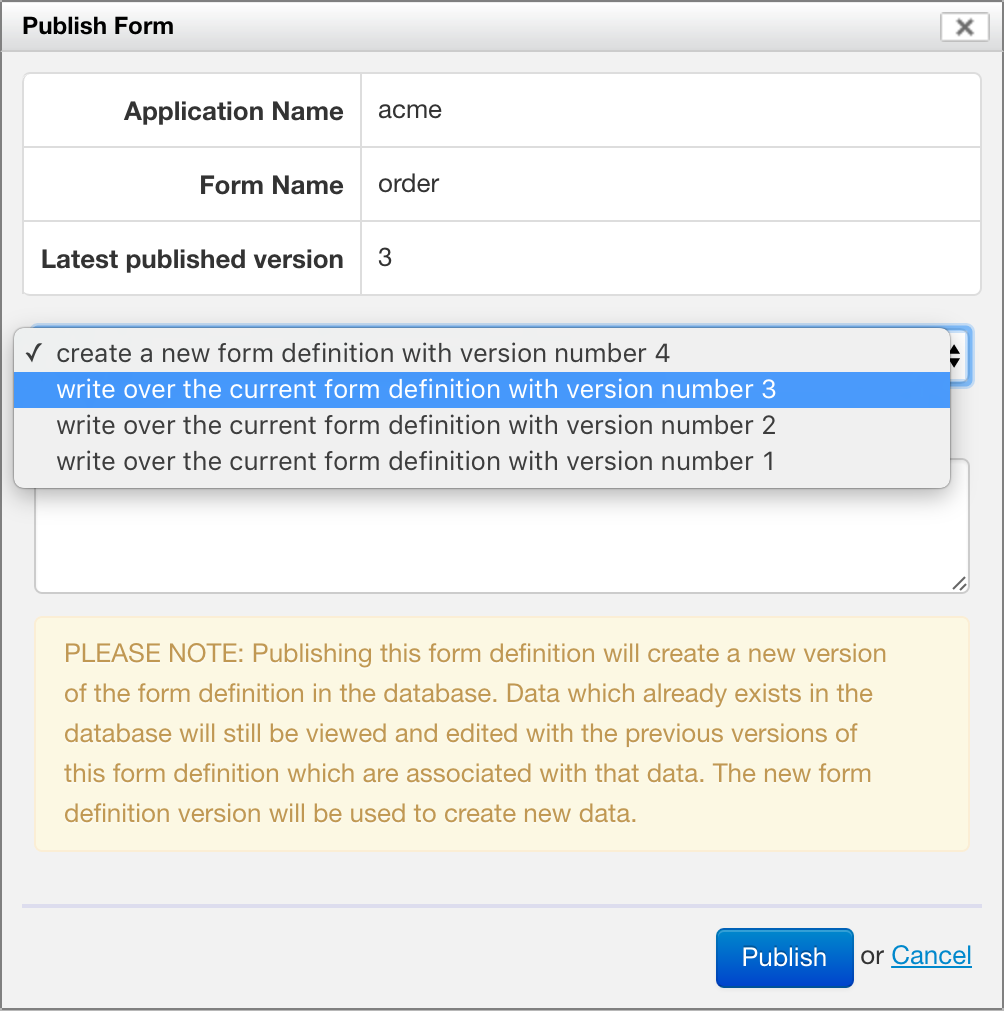 Publish Form
Application Name acme
Form Name order
Latest published version 3
✓ create a new form definition with version number 4
write over the current form definition with version number 3
write over the current form definition with version number 2
write over the current form definition with version number 1
PLEASE NOTE: Publishing this form definition will create a new version
of the form definition in the database. Data which already exists in the
database will still be viewed and edited with the previous versions of
this form definition which are associated with that data. The new form
definition version will be used to create new data.
Publish or Cancel